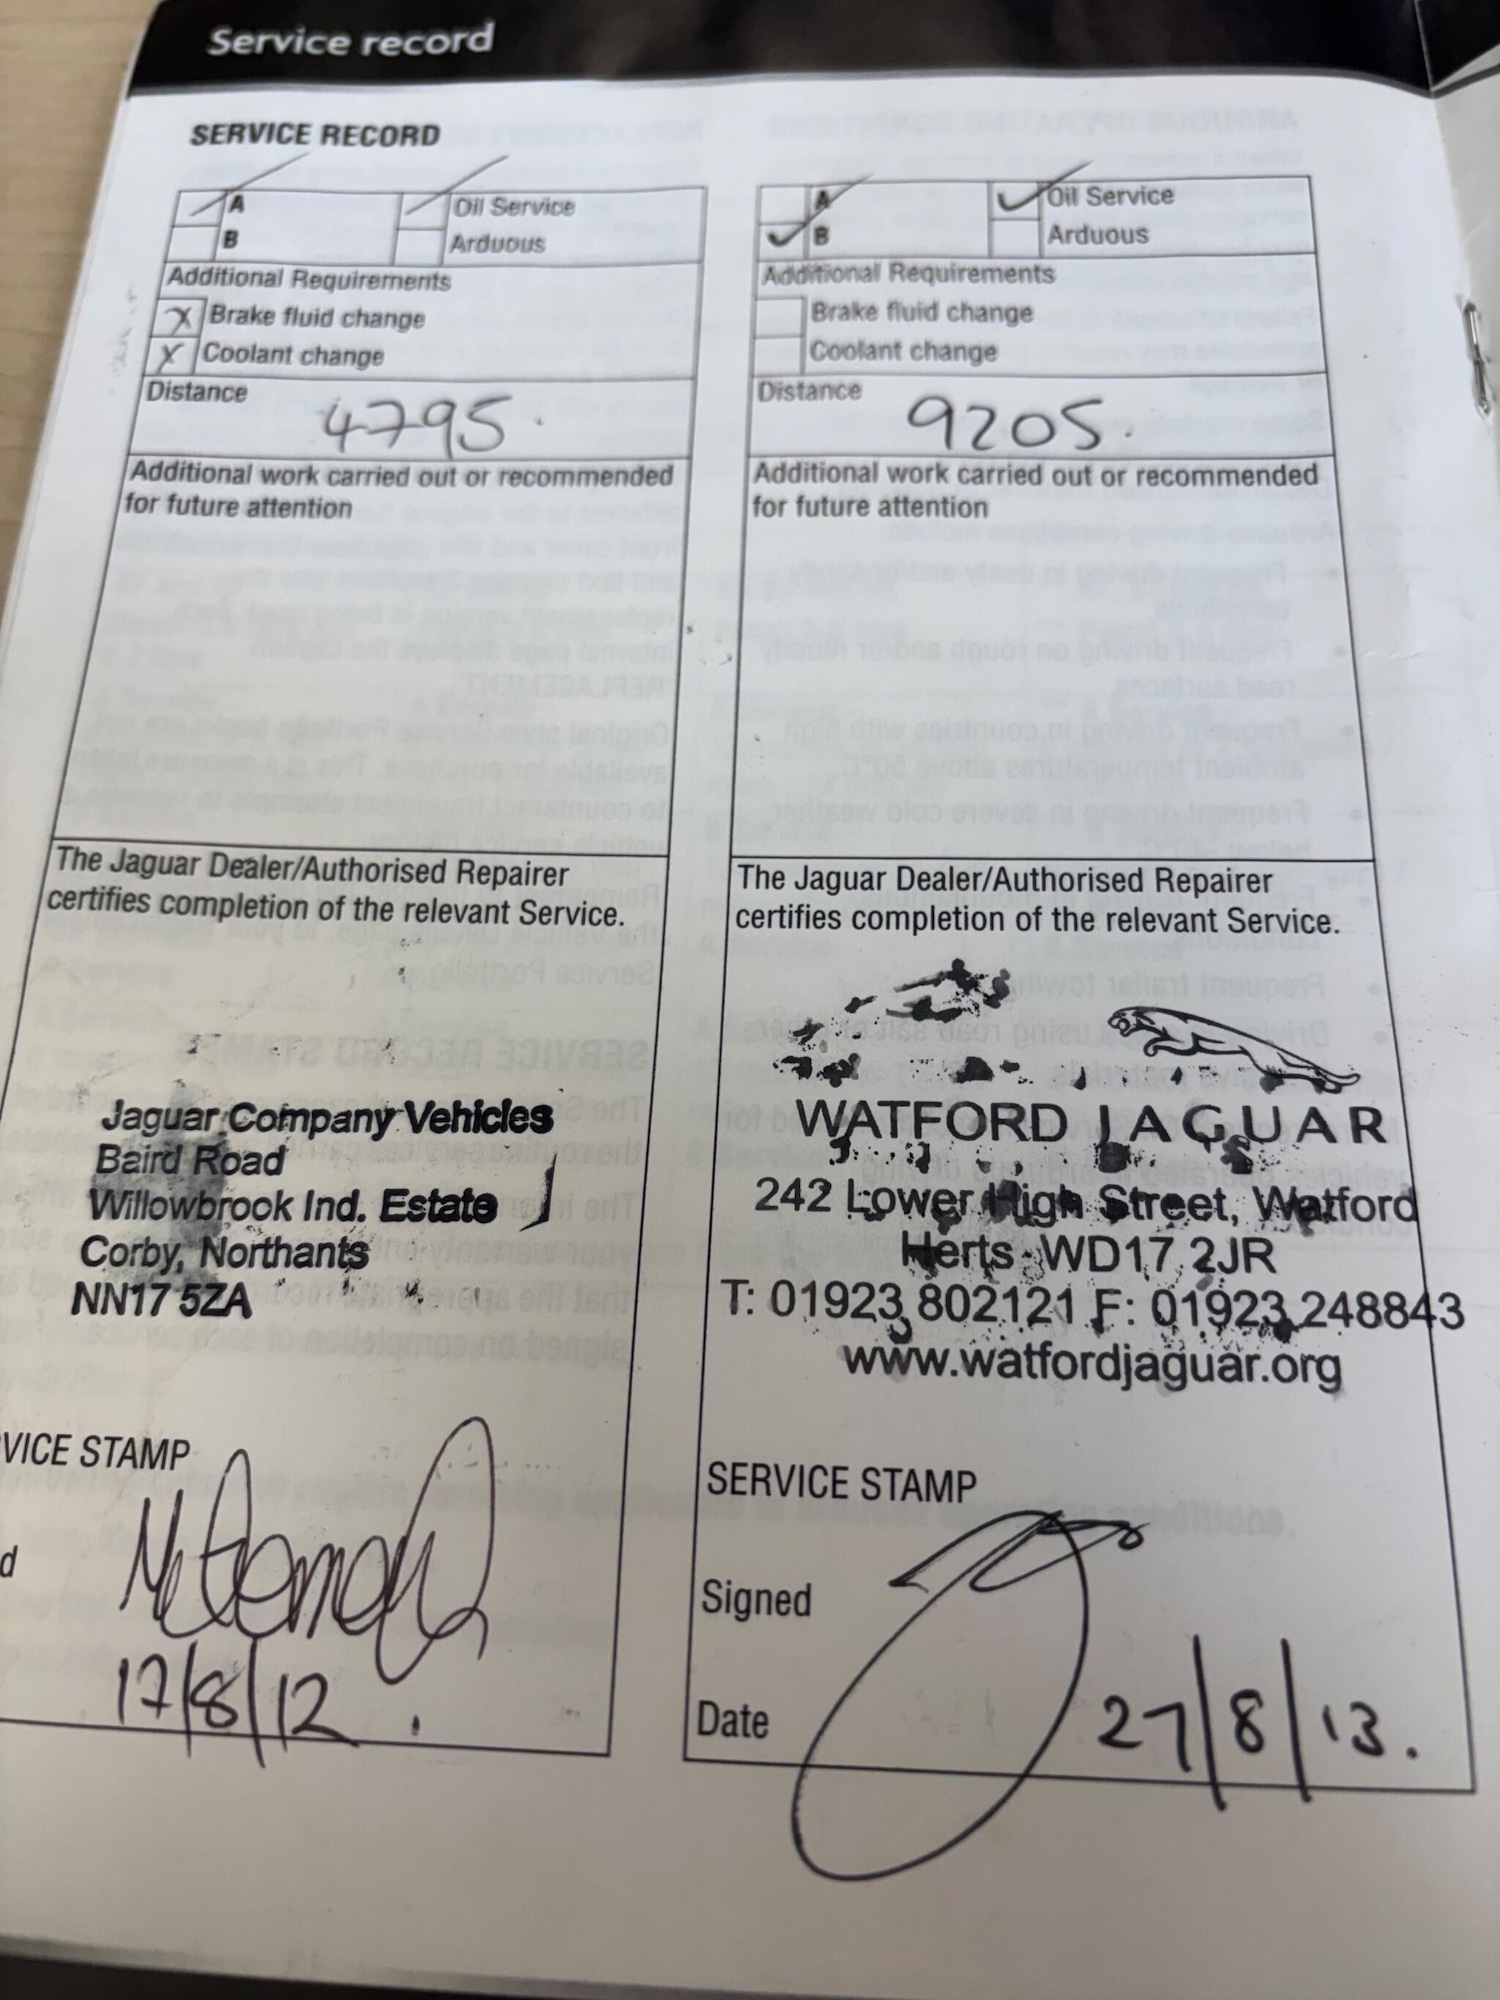 Service record
SERVICE RECORD
A
Oil Service
B
Arduous
Additional Requirements
X Brake fluid change
X Coolant change
Distance
4795.
Additional work carried out or recommended
for future attention
The Jaguar Dealer/Authorised Repairer
certifies completion of the relevant Service.
Jaguar Company Vehicles
Baird Road
Willowbrook Ind. Estate
Corby, Northants
NN17 5ZA
VICE STAMP
d
17/8/12.
A
Oil Service
B
Arduous
Additional Requirements
Brake fluid change
Coolant change
Distance
9205.
Additional work carried out or recommended
for future attention
The Jaguar Dealer/Authorised Repairer
certifies completion of the relevant Service.
WATFORD JAGUAR
242 Lower High Street, Watford
Herts WD17 2JR
T: 01923 802121 F: 01923 248843
www.watfordjaguar.org
SERVICE STAMP
Signed
Date 27/8/13.